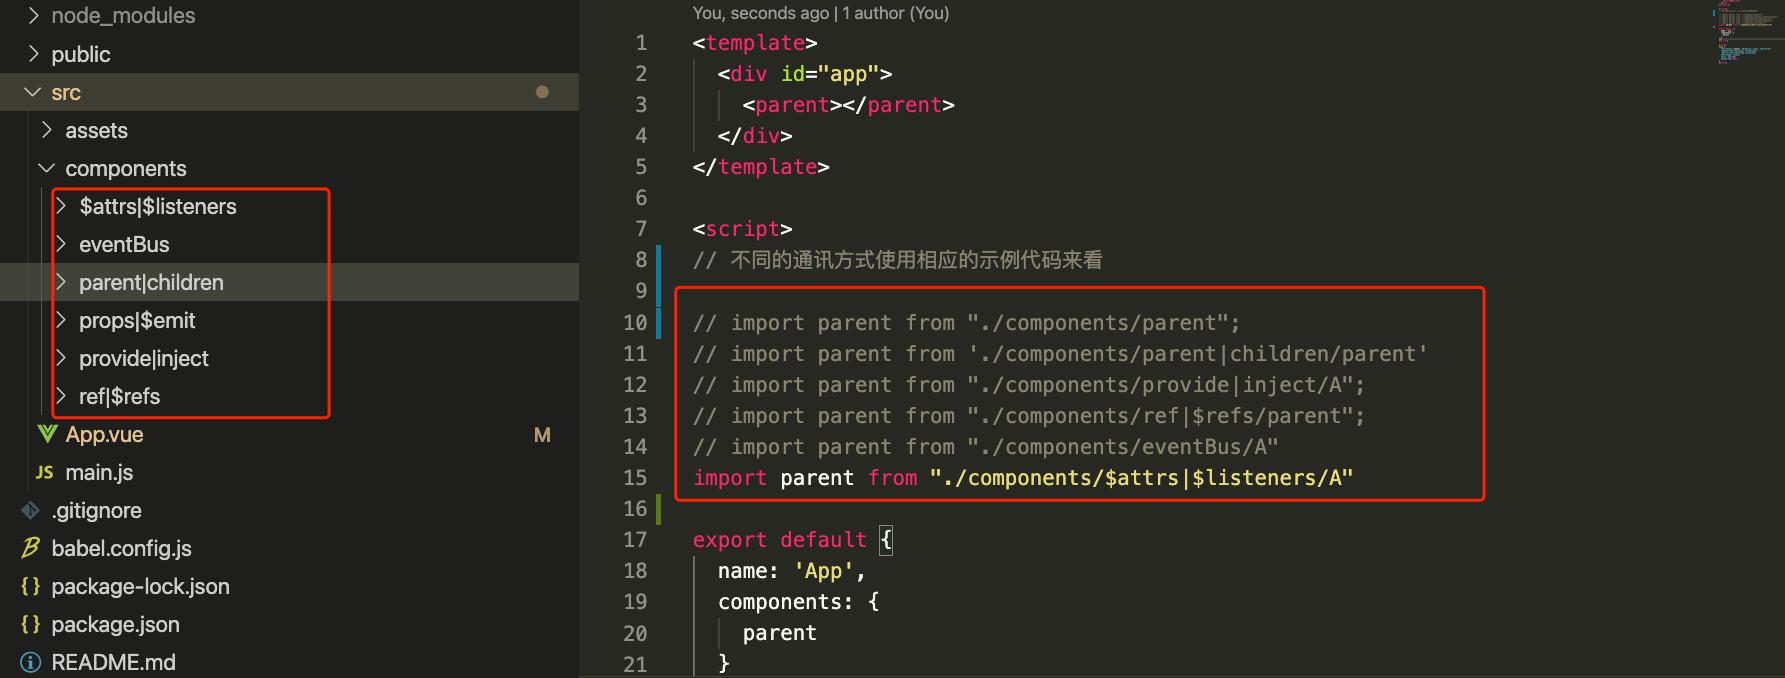 node_modules
public
src
assets
components
$attrs|$listeners
eventBus
parent|children
props|$emit
provide|inject
ref|$refs
App.vue M
JS main.js
.gitignore
babel.config.js
{} package-lock.json
{} package.json
README.md
You, seconds ago | 1 author (You)
1 <template>
2 <div id="app">
3 <parent></parent>
4 </div>
5 </template>
6
7 <script>
8 // 不同的通讯方式使用相应的示例代码来看
9
10 // import parent from "./components/parent";
11 // import parent from './components/parent|children/parent'
12 // import parent from "./components/provide|inject/A";
13 // import parent from "./components/ref|$refs/parent";
14 // import parent from "./components/eventBus/A"
15 import parent from "./components/$attrs|$listeners/A"
16
17 export default {
18 name: 'App',
19 components: {
20 parent
21 }